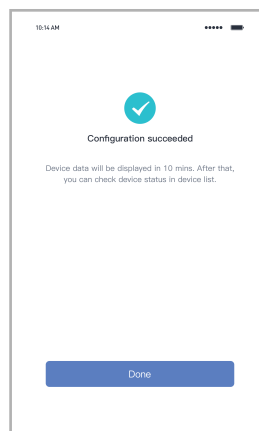 10:14 AM
Configuration succeeded
Device data will be displayed in 10 mins. After that,
you can check device status in device list.
Done